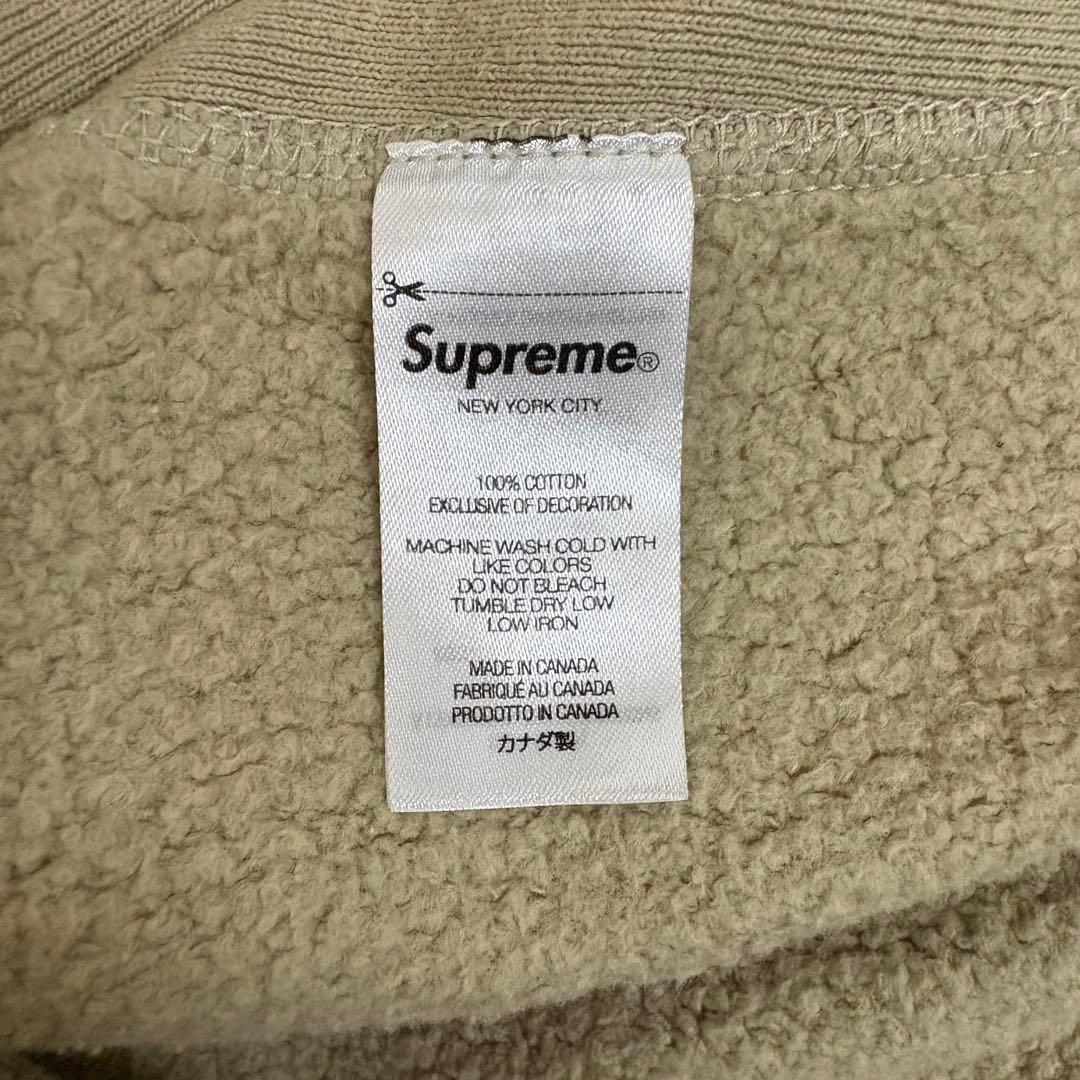 Supreme®
NEW YORK CITY
100% COTTON
EXCLUSIVE OF DECORATION
MACHINE WASH COLD WITH
LIKE COLORS
DO NOT BLEACH
TUMBLE DRY LOW
LOW IRON
MADE IN CANADA
FABRIQUÉ AU CANADA
PRODOTTO IN CANADA
カナダ製